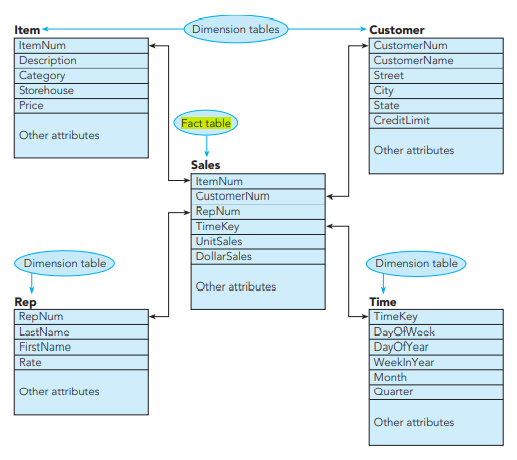 Dimension tables
Item
ItemNum
Description
Category
Storehouse
Price
Other attributes
Customer
CustomerNum
CustomerName
Street
City
State
CreditLimit
Other attributes
Fact table
Sales
ItemNum
CustomerNum
RepNum
TimeKey
UnitSales
DollarSales
Other attributes
Dimension table
Rep
RepNum
LastName
FirstName
Rate
Other attributes
Dimension table
Time
TimeKey
DayOfWeek
DayOfYear
WeekInYear
Month
Quarter
Other attributes